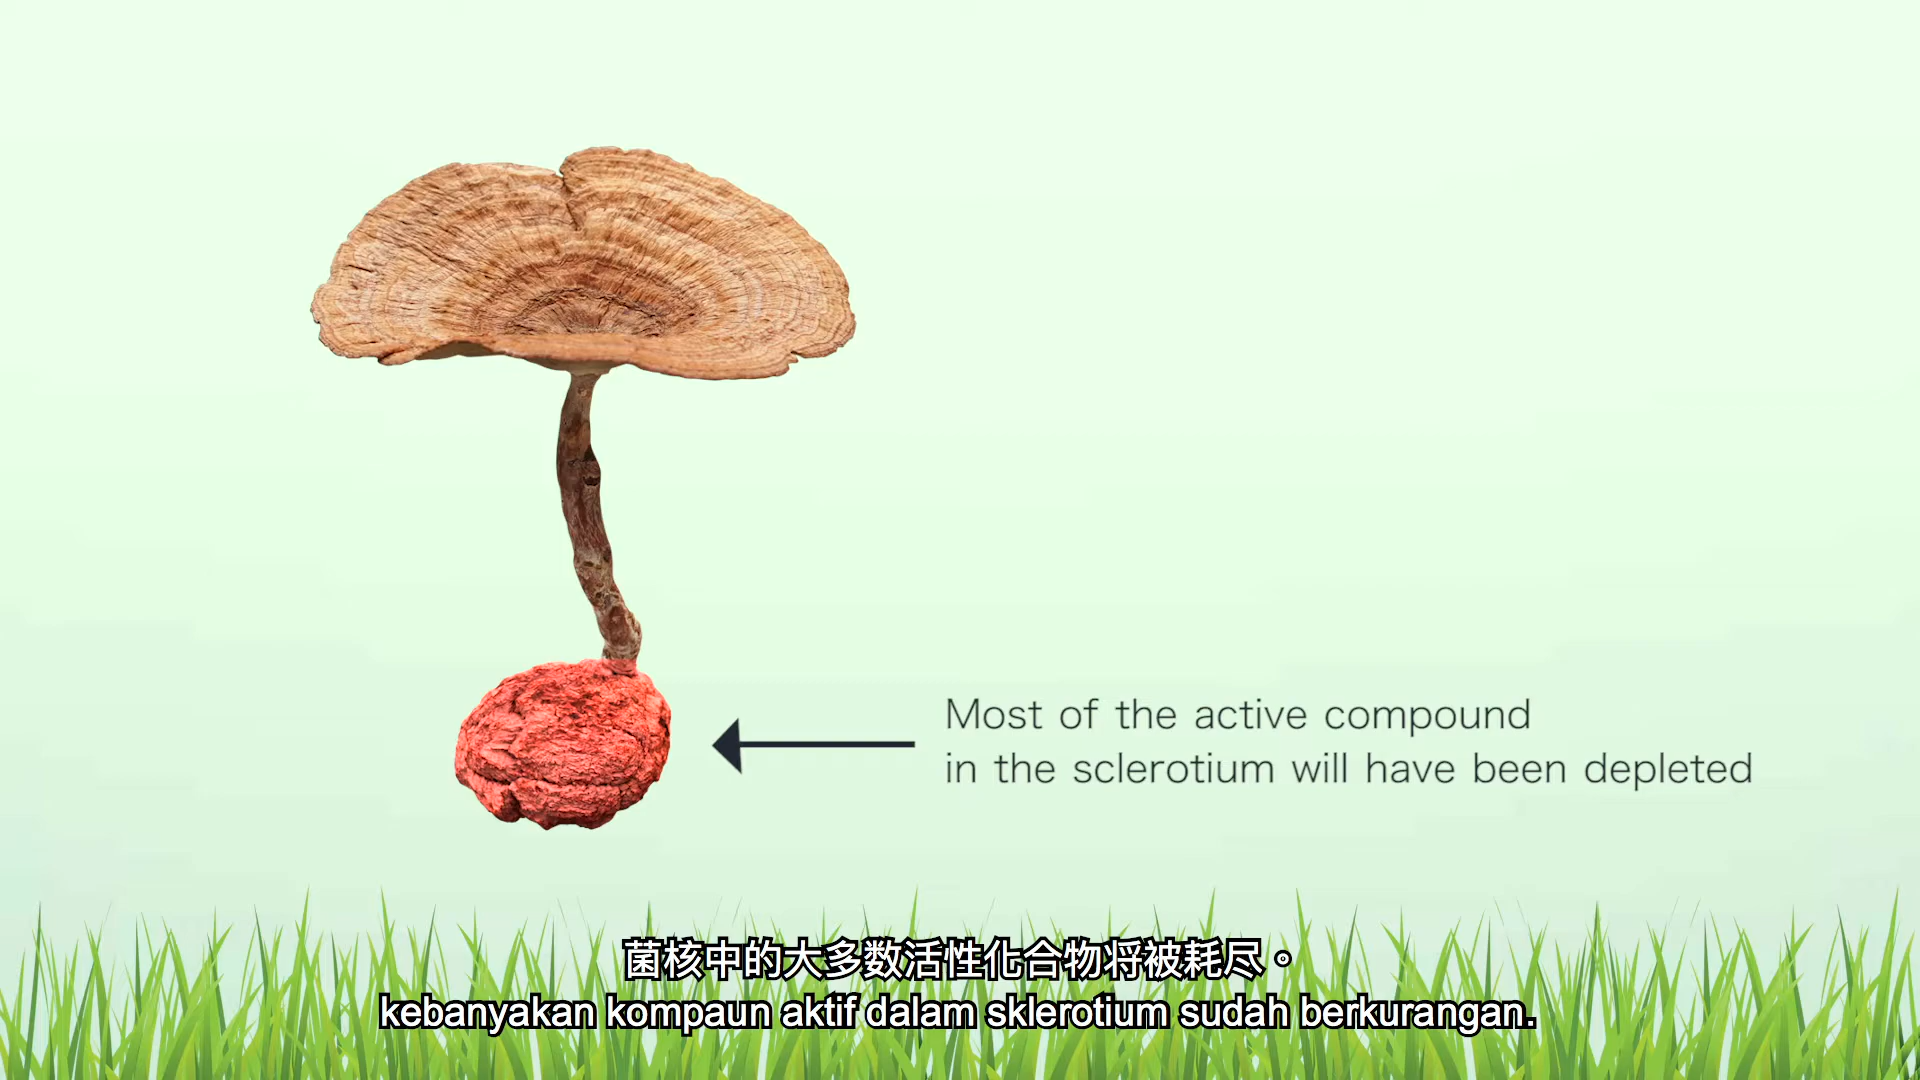 Most of the active compound
in the sclerotium will have been depleted
菌核中的大多数活性化合物将被耗尽。
kebanyakan kompaun aktif dalam sklerotium sudah berkurangan.